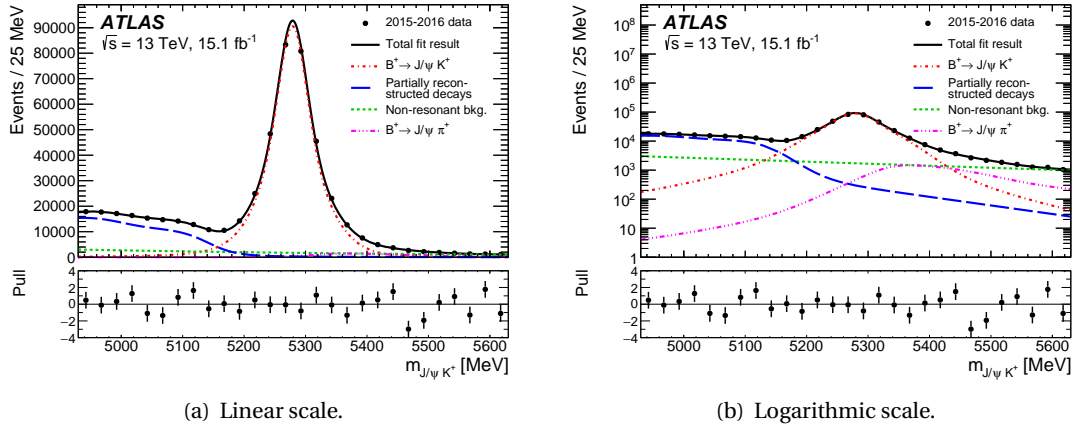 ATLAS
√s = 13 TeV, 15.1 fb⁻¹
2015-2016 data
Total fit result
B⁺→ J/ψ K⁺
Partially recon-
structed decays
Non-resonant bkg.
B⁺→ J/ψ π⁺
Events / 25 MeV
90000
80000
70000
60000
50000
40000
30000
20000
10000
0
Pull
4
2
0
−2
−4
5000 5100 5200 5300 5400 5500 5600
m_J/ψ K⁺ [MeV]
(a) Linear scale.
ATLAS
√s = 13 TeV, 15.1 fb⁻¹
2015-2016 data
Total fit result
B⁺→ J/ψ K⁺
Partially recon-
structed decays
Non-resonant bkg.
B⁺→ J/ψ π⁺
Events / 25 MeV
10⁸
10⁷
10⁶
10⁵
10⁴
10³
10²
10
1
Pull
4
2
0
−2
−4
5000 5100 5200 5300 5400 5500 5600
m_J/ψ K⁺ [MeV]
(b) Logarithmic scale.